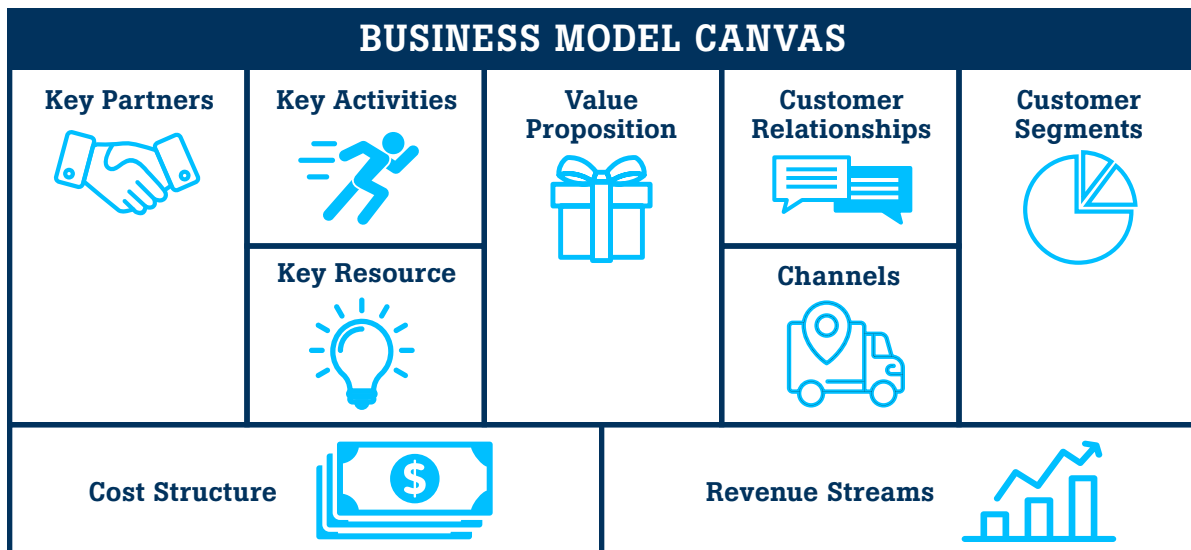 BUSINESS MODEL CANVAS
Key Partners
Key Activities
Key Resource
Value
Proposition
Customer
Relationships
Channels
Customer
Segments
Cost Structure
$
Revenue Streams